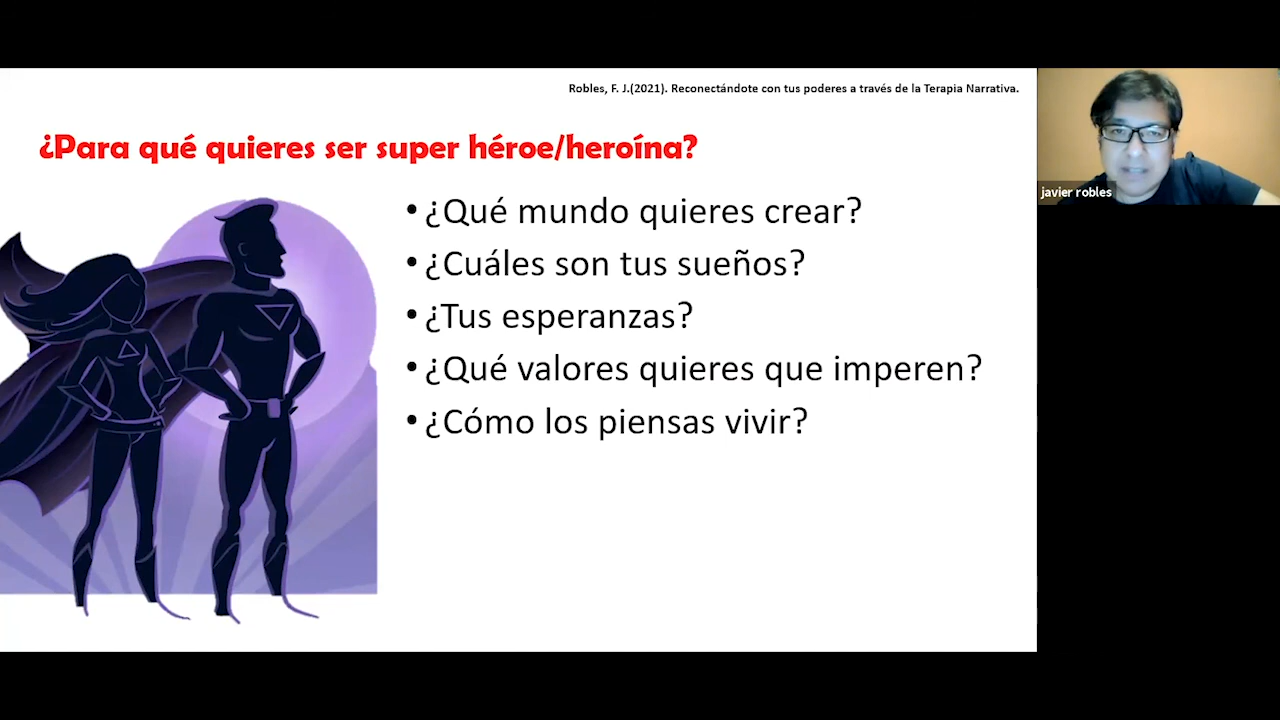 Robles, F. J.(2021). Reconectándote con tus poderes a través de la Terapia Narrativa.
¿Para qué quieres ser super héroe/heroína?
• ¿Qué mundo quieres crear?
• ¿Cuáles son tus sueños?
• ¿Tus esperanzas?
• ¿Qué valores quieres que imperen?
• ¿Cómo los piensas vivir?
javier robles